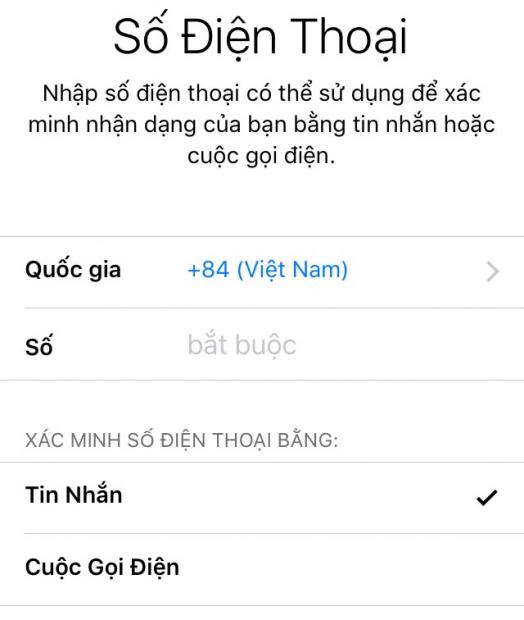 Số Điện Thoại
Nhập số điện thoại có thể sử dụng để xác
minh nhận dạng của bạn bằng tin nhắn hoặc
cuộc gọi điện.
Quốc gia +84 (Việt Nam)
Số bắt buộc
XÁC MINH SỐ ĐIỆN THOẠI BẰNG:
Tin Nhắn
Cuộc Gọi Điện